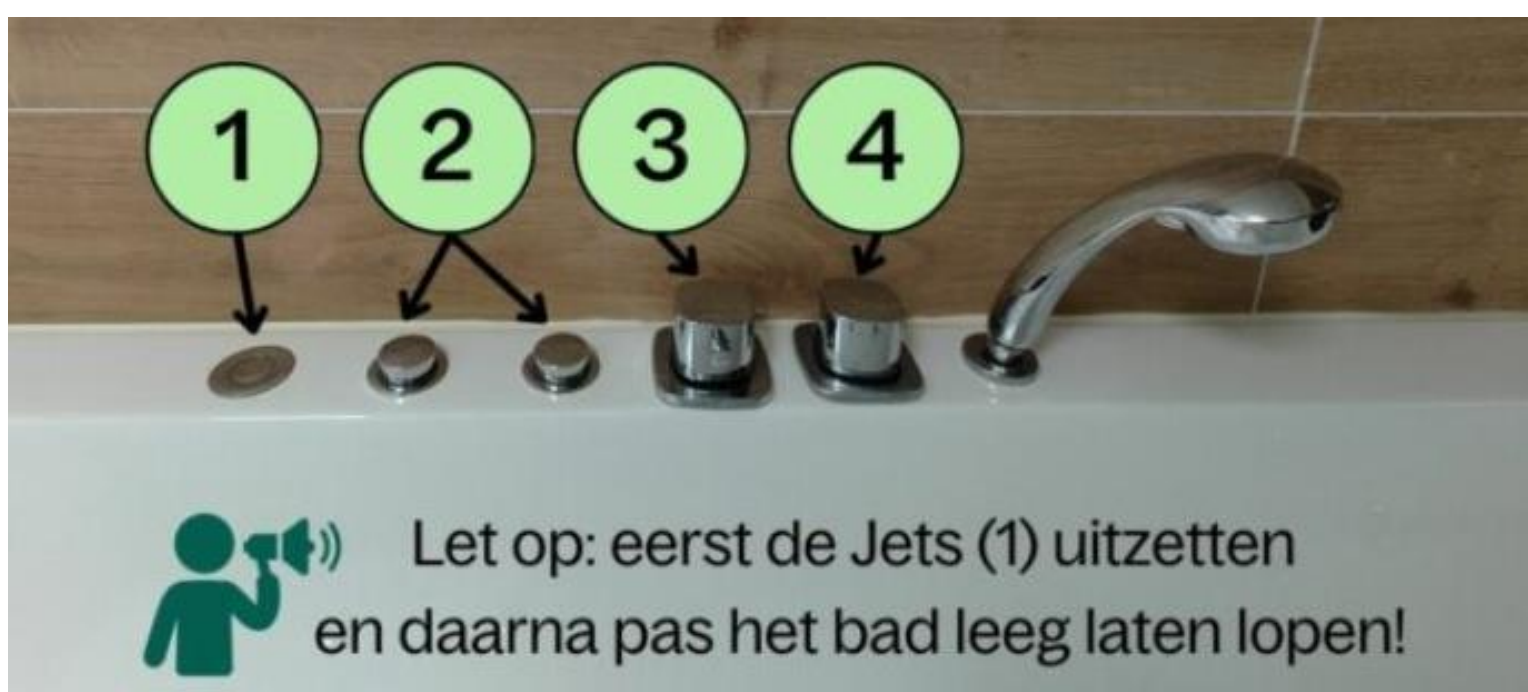 1 2 3 4
Let op: eerst de Jets (1) uitzetten
en daarna pas het bad leeg laten lopen!